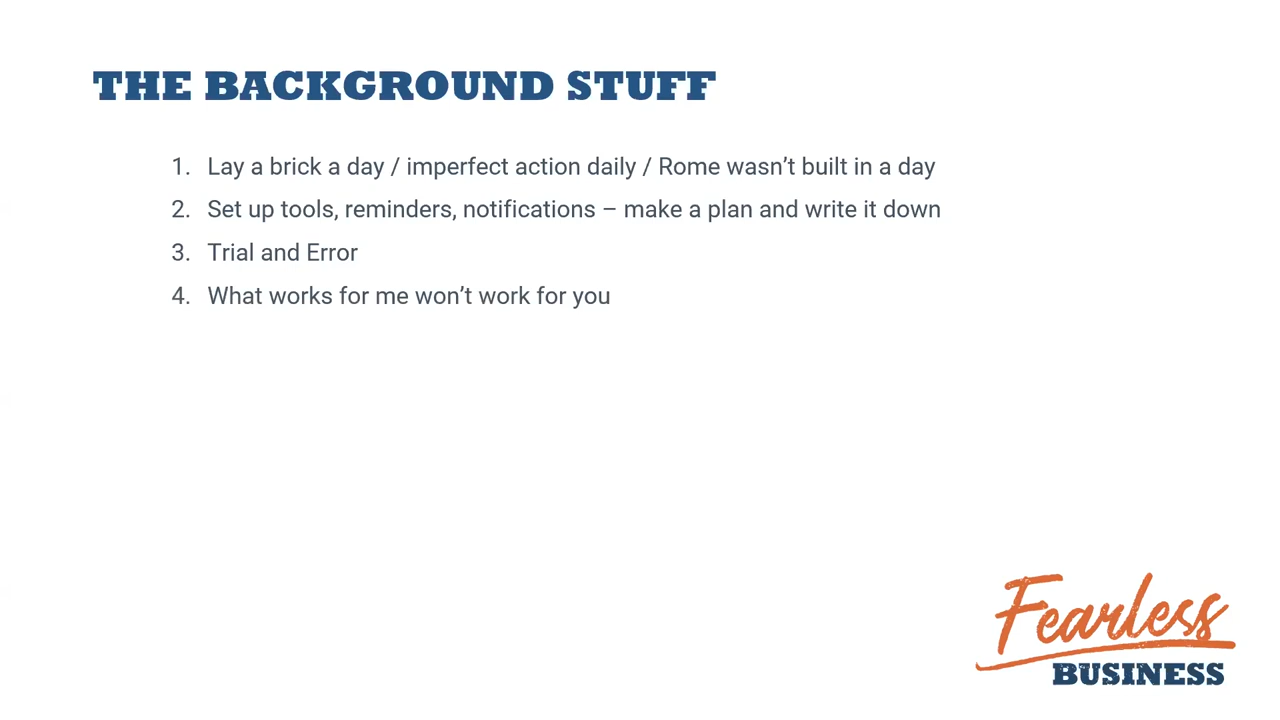 THE BACKGROUND STUFF
1. Lay a brick a day / imperfect action daily / Rome wasn’t built in a day
2. Set up tools, reminders, notifications – make a plan and write it down
3. Trial and Error
4. What works for me won’t work for you
Fearless
BUSINESS